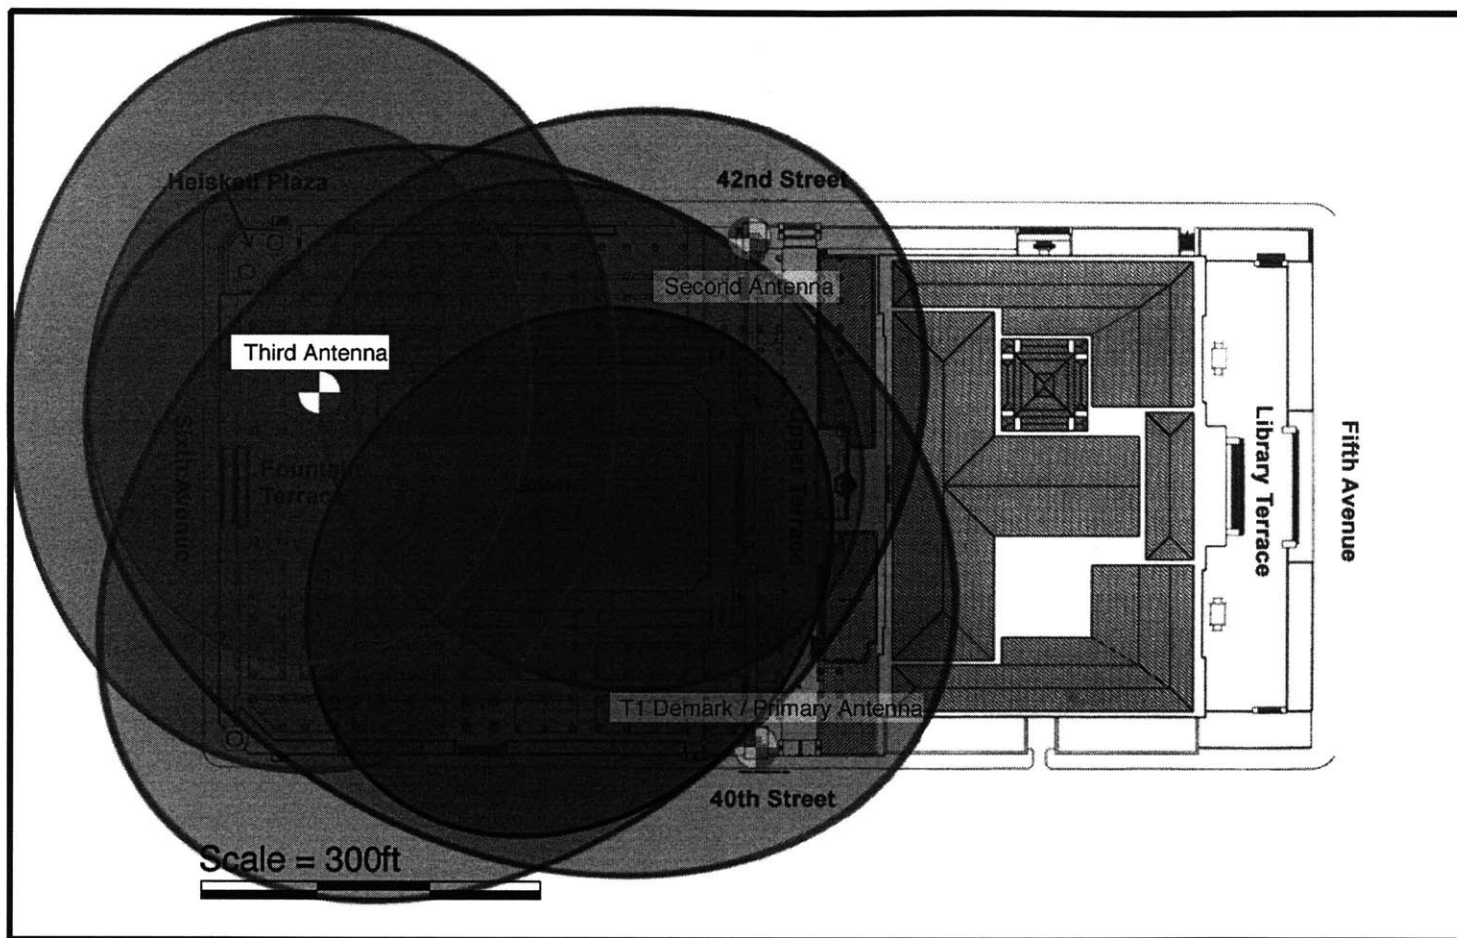 Heiskell Plaza
42nd Street
Second Antenna
Third Antenna
Sixth Avenue
Fountain
Terrace
Upper Terrace
Library Terrace
Fifth Avenue
T1 Demark / Primary Antenna
40th Street
Scale = 300ft